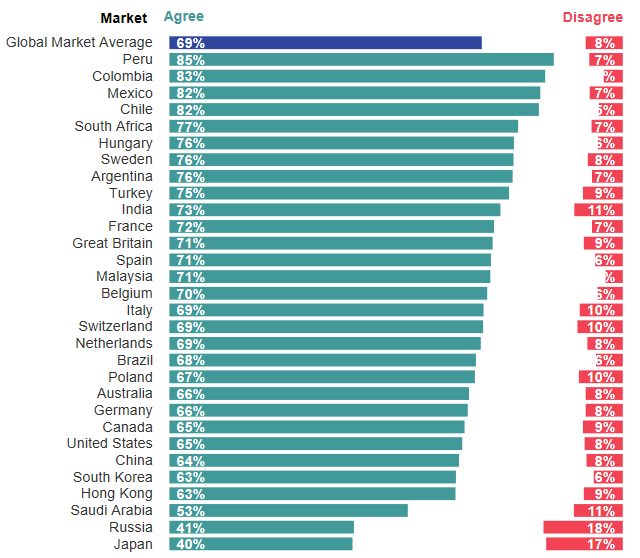 Market Agree Disagree
Global Market Average 69% 8%
Peru 85% 7%
Colombia 83% %
Mexico 82% 7%
Chile 82% %
South Africa 77% 7%
Hungary 76% 6%
Sweden 76% 8%
Argentina 76% 7%
Turkey 75% 9%
India 73% 11%
France 72% 7%
Great Britain 71% 9%
Spain 71% 6%
Malaysia 71% %
Belgium 70% 6%
Italy 69% 10%
Switzerland 69% 10%
Netherlands 69% 8%
Brazil 68% 6%
Poland 67% 10%
Australia 66% 8%
Germany 66% 8%
Canada 65% 9%
United States 65% 8%
China 64% 8%
South Korea 63% 6%
Hong Kong 63% 9%
Saudi Arabia 53% 11%
Russia 41% 18%
Japan 40% 17%